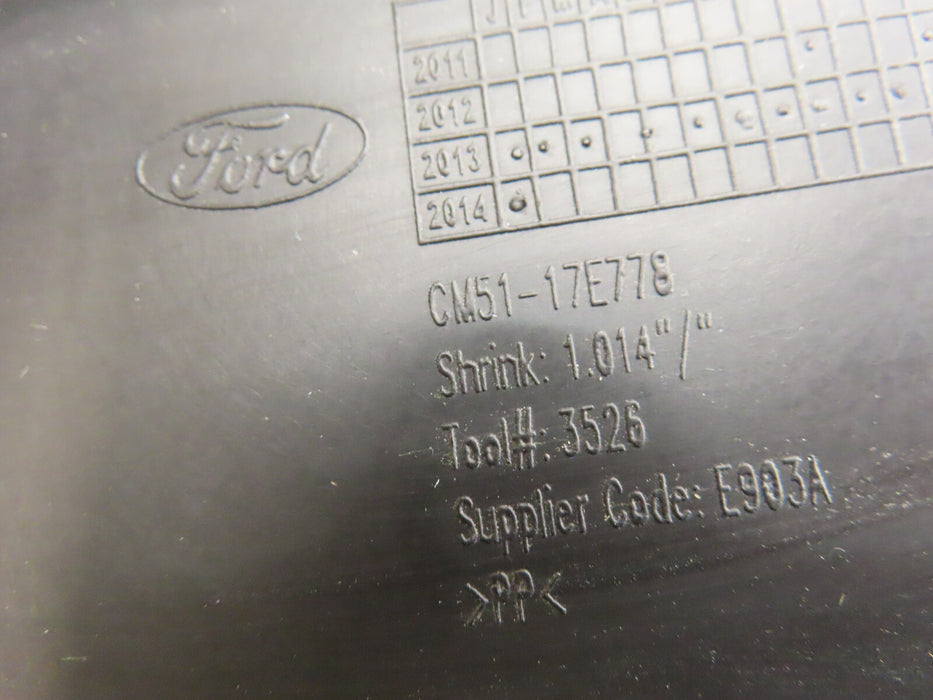 J F M A
2011
2012
2013
2014
Ford
CM51-17E778
Shrink: 1.014"/"
Tool#: 3526
Supplier Code: E903A
>PP<